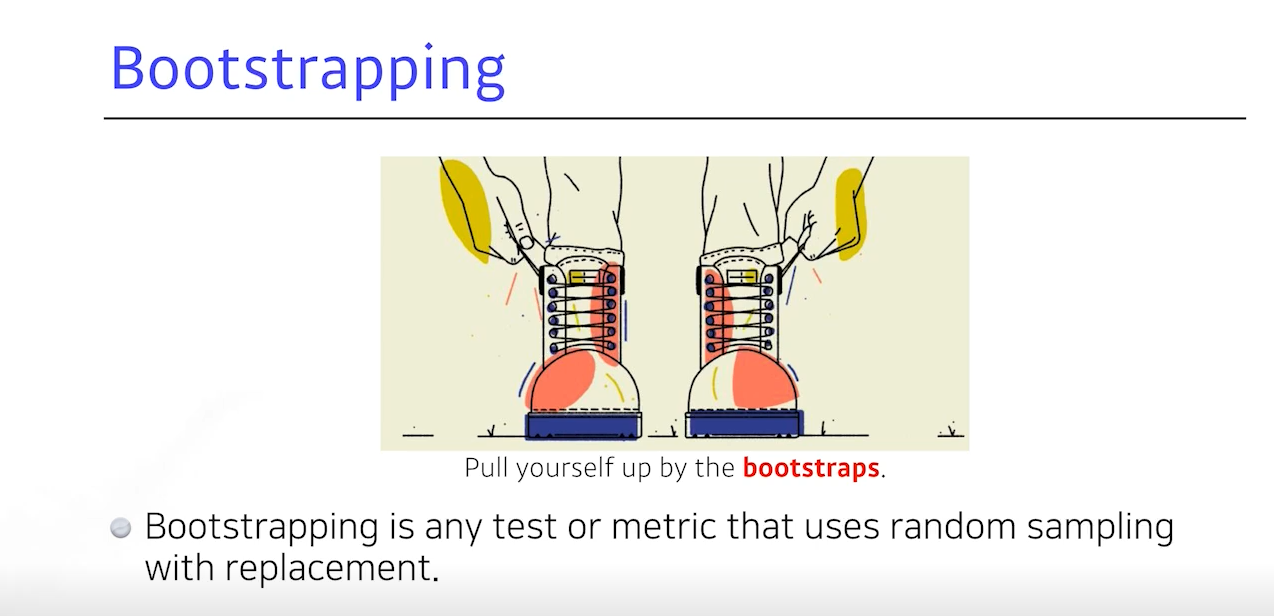 Bootstrapping
Pull yourself up by the bootstraps.
Bootstrapping is any test or metric that uses random sampling
with replacement.